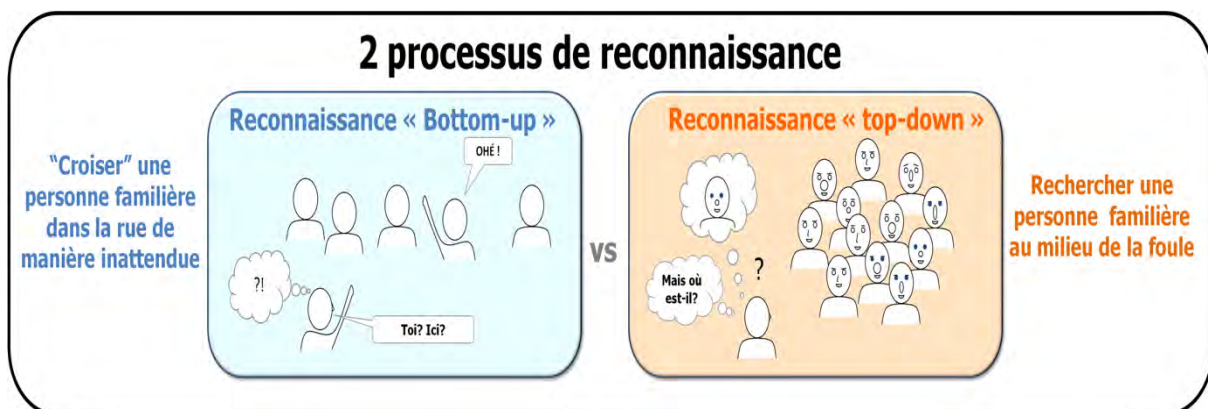 2 processus de reconnaissance
"Croiser" une
personne familière
dans la rue de
manière inattendue
Reconnaissance « Bottom-up »
OHÉ !
?!
Toi? Ici?
vs
Reconnaissance « top-down »
?
Mais où
est-il?
Rechercher une
personne familière
au milieu de la foule